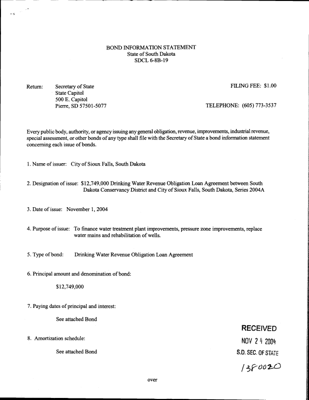 BOND INFORMATION STATEMENT
State of South Dakota
SDCL 6-8B-19
Return: Secretary of State FILING FEE: $1.00
State Capitol
500 E. Capitol
Pierre, SD 57501-5077 TELEPHONE: (605) 773-3537
Every public body, authority, or agency issuing any general obligation, revenue, improvements, industrial revenue,
special assessment, or other bonds of any type shall file with the Secretary of State a bond information statement
concerning each issue of bonds.
1. Name of issuer: City of Sioux Falls, South Dakota
2. Designation of issue: $12,749,000 Drinking Water Revenue Obligation Loan Agreement between South
Dakota Conservancy District and City of Sioux Falls, South Dakota, Series 2004A
3. Date of issue: November 1, 2004
4. Purpose of issue: To finance water treatment plant improvements, pressure zone improvements, replace
water mains and rehabilitation of wells.
5. Type of bond: Drinking Water Revenue Obligation Loan Agreement
6. Principal amount and denomination of bond:
$12,749,000
7. Paying dates of principal and interest:
See attached Bond
RECEIVED
8. Amortization schedule: NOV 24 2004
See attached Bond S.D. SEC. OF STATE
1380020
over